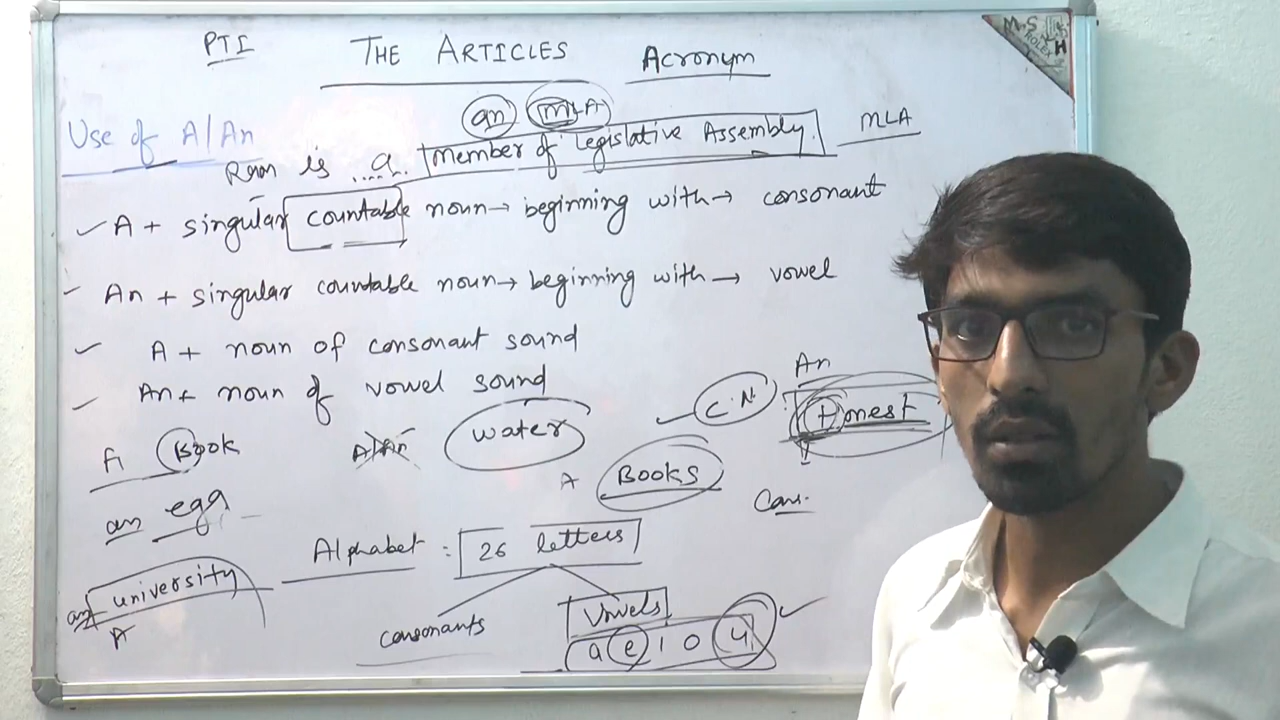 PTI THE ARTICLES Acronym
Use of A/An
an MLA
Ram is ..a.. Member of Legislative Assembly. MLA
A + singular countable noun → beginning with → consonant
An + singular countable noun → beginning with → vowel
A + noun of consonant sound
An + noun of vowel sound
An
C.N.
Honest
A Book
A/An
water
A Books
Con.
an egg
Alphabet : 26 letters
an university
A
consonants
Vowels
a e i o u